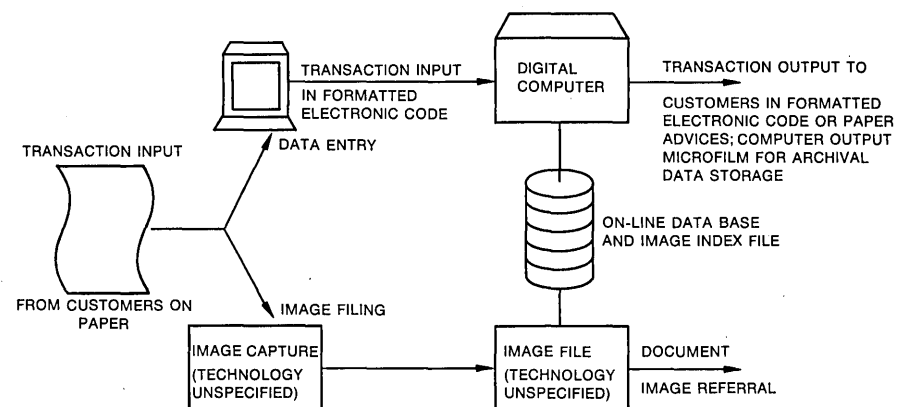 TRANSACTION INPUT
IN FORMATTED
ELECTRONIC CODE
DIGITAL
COMPUTER
TRANSACTION OUTPUT TO
CUSTOMERS IN FORMATTED
ELECTRONIC CODE OR PAPER
ADVICES; COMPUTER OUTPUT
MICROFILM FOR ARCHIVAL
DATA STORAGE
DATA ENTRY
TRANSACTION INPUT
FROM CUSTOMERS ON
PAPER
ON-LINE DATA BASE
AND IMAGE INDEX FILE
IMAGE FILING
IMAGE CAPTURE
(TECHNOLOGY
UNSPECIFIED)
IMAGE FILE
(TECHNOLOGY
UNSPECIFIED)
DOCUMENT
IMAGE REFERRAL